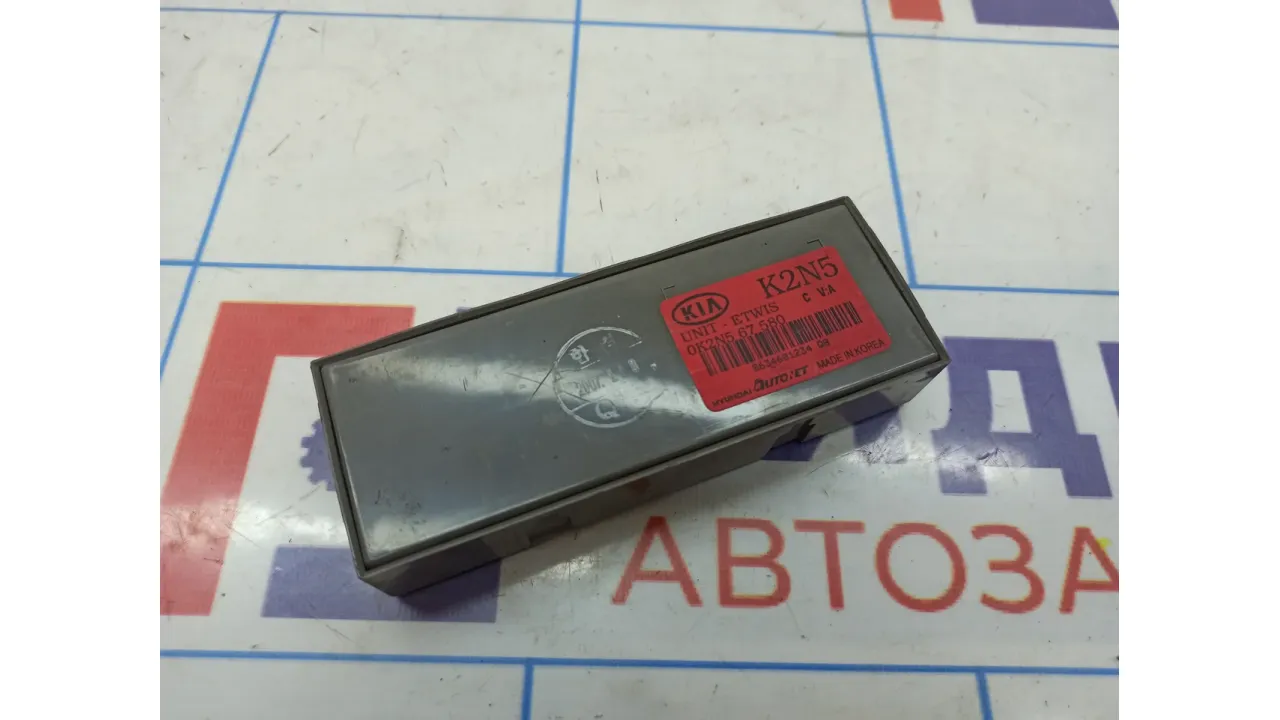 KIA
K2N5
UNIT - ETWIS
C V.A
0K2N5 67 580
HYUNDAI AUTONET MADE IN KOREA
АВТОЗА